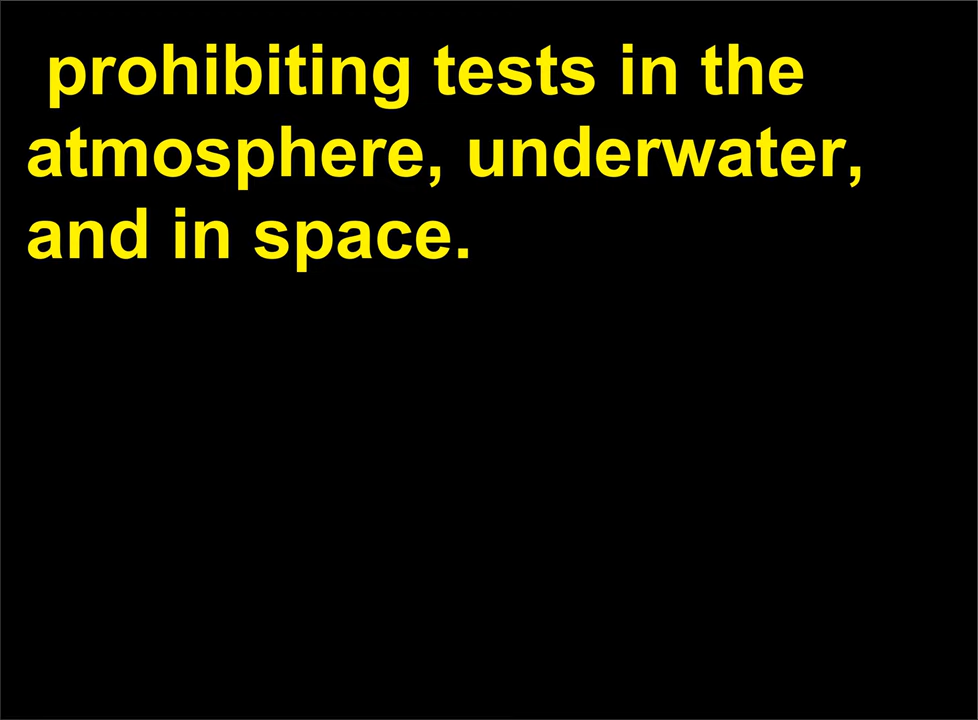 prohibiting tests in the
atmosphere, underwater,
and in space.